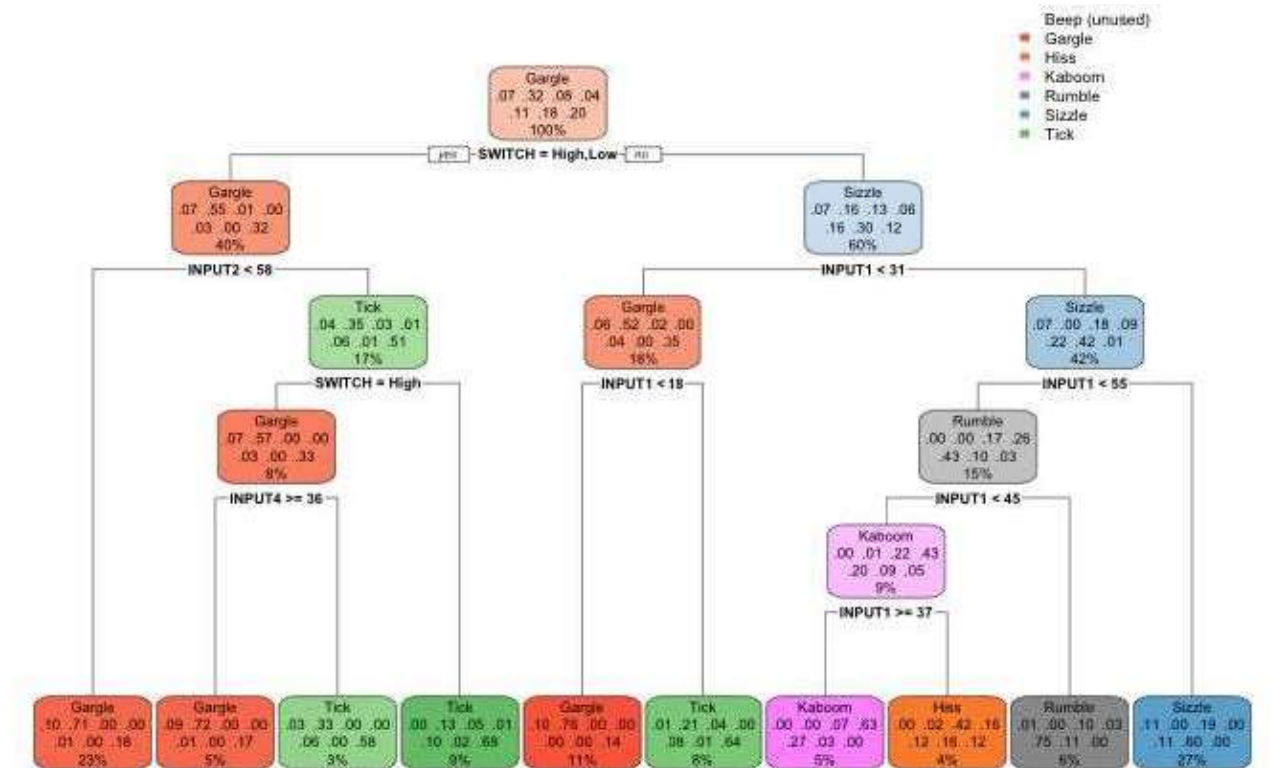 Beep (unused)
Gargle
Hiss
Kaboom
Rumble
Sizzle
Tick
Gargle
.07 .32 .08 .04
.11 .18 .20
100%
yes SWITCH = High,Low no
Gargle
.07 .55 .01 .00
.03 .00 .32
40%
Sizzle
.07 .16 .13 .06
.16 .30 .12
60%
INPUT2 < 58
INPUT1 < 31
Tick
.04 .35 .03 .01
.06 .01 .51
17%
Gargle
.06 .52 .02 .00
.04 .00 .35
18%
Sizzle
.07 .00 .18 .09
.22 .42 .01
42%
SWITCH = High
INPUT1 < 18
INPUT1 < 55
Gargle
.07 .57 .00 .00
.03 .00 .33
8%
Rumble
.00 .00 .17 .26
.43 .10 .03
15%
INPUT4 >= 36
INPUT1 < 45
Kaboom
.00 .01 .22 .43
.20 .09 .05
9%
INPUT1 >= 37
Gargle
.10 .71 .00 .00
.01 .00 .18
23%
Gargle
.09 .72 .00 .00
.01 .00 .17
5%
Tick
.03 .33 .00 .00
.06 .00 .58
3%
Tick
.00 .13 .05 .01
.10 .02 .68
9%
Gargle
.10 .76 .00 .00
.00 .00 .14
11%
Tick
.01 .21 .04 .00
.08 .01 .64
8%
Kaboom
.00 .00 .07 .63
.27 .03 .00
5%
Hiss
.00 .02 .42 .16
.12 .16 .12
4%
Rumble
.01 .00 .10 .03
.75 .11 .00
6%
Sizzle
.11 .00 .19 .00
.11 .60 .00
27%